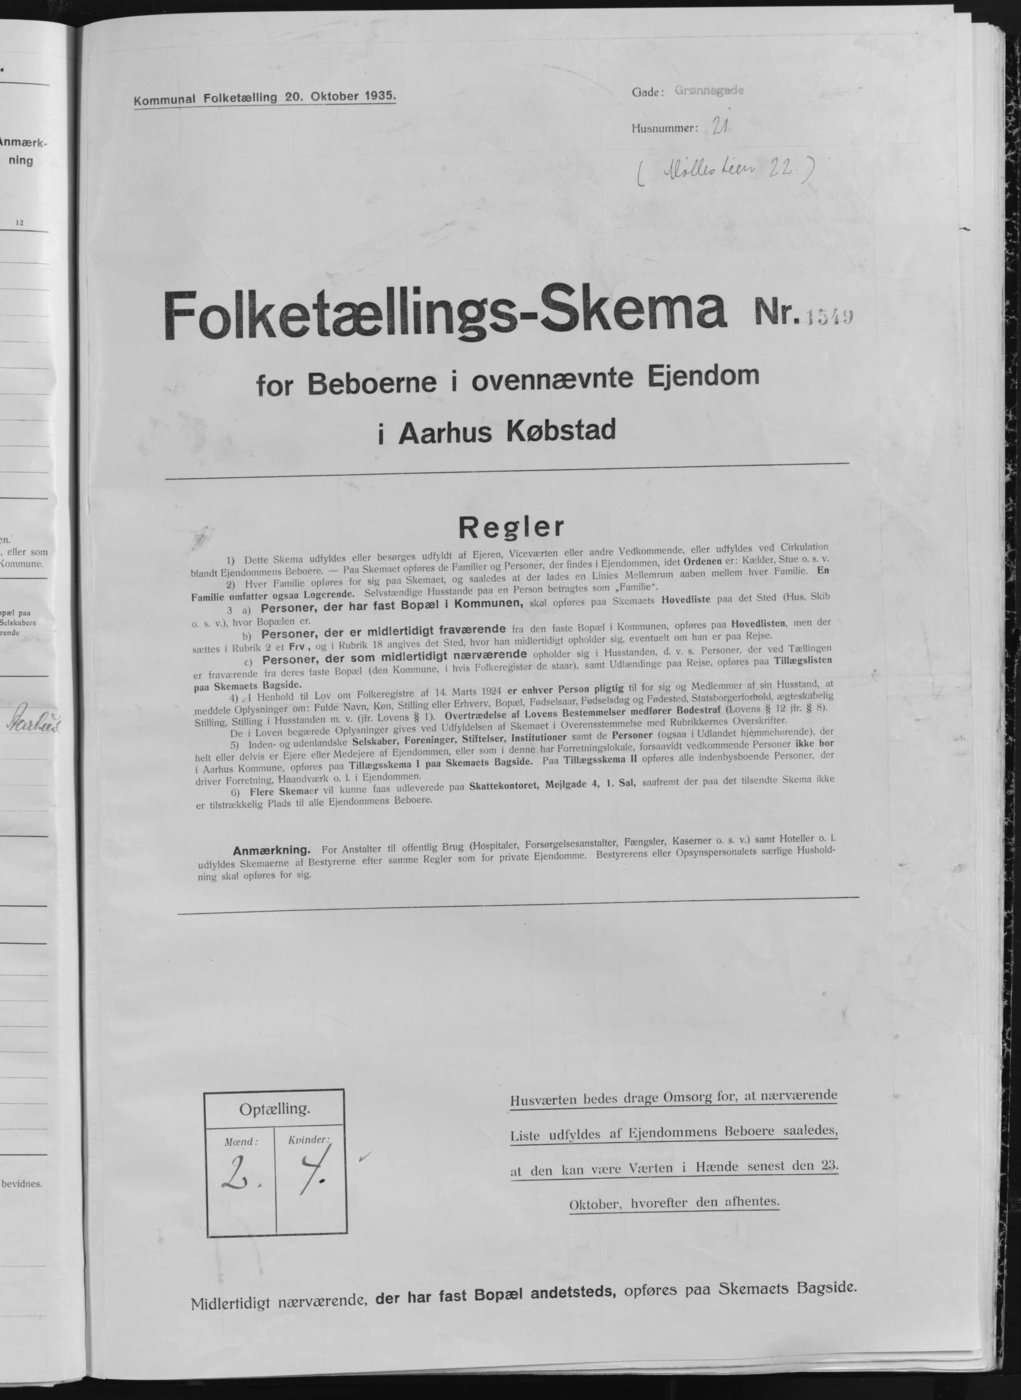 Anmærk-
ning
12
en.
, eller som
Kommune.
opæl paa
Selskabers
rende
Aarhus
bevidnes.
Kommunal Folketælling 20. Oktober 1935.
Gade: Grønnegade
Husnummer: 21
( Møllestien 22 )
Folketællings-Skema Nr. 1549
for Beboerne i ovennævnte Ejendom
i Aarhus Købstad
Regler
1) Dette Skema udfyldes eller besørges udfyldt af Ejeren, Viceværten eller andre Vedkommende, eller udfyldes ved Cirkulation
blandt Ejendommens Beboere. — Paa Skemaet opføres de Familier og Personer, der findes i Ejendommen, idet Ordenen er: Kælder, Stue o. s. v.
2) Hver Familie opføres for sig paa Skemaet, og saaledes at der lades en Linies Mellemrum aaben mellem hver Familie. En
Familie omfatter ogsaa Logerende. Selvstændige Husstande paa en Person betragtes som „Familie“.
3 a) Personer, der har fast Bopæl i Kommunen, skal opføres paa Skemaets Hovedliste paa det Sted (Hus, Skib
o. s. v.), hvor Bopælen er.
b) Personer, der er midlertidigt fraværende fra den faste Bopæl i Kommunen, opføres paa Hovedlisten, men der
sættes i Rubrik 2 et Frv., og i Rubrik 18 angives det Sted, hvor han midlertidigt opholder sig, eventuelt om han er paa Rejse.
c) Personer, der som midlertidigt nærværende opholder sig i Husstanden, d. v. s. Personer, der ved Tællingen
er fraværende fra deres faste Bopæl (den Kommune, i hvis Folkeregister de staar), samt Udlændinge paa Rejse, opføres paa Tillægslisten
paa Skemaets Bagside.
4) I Henhold til Lov om Folkeregistre af 14. Marts 1924 er enhver Person pligtig til for sig og Medlemmer af sin Husstand, at
meddele Oplysninger om: Fulde Navn, Køn, Stilling eller Erhverv, Bopæl, Fødselsaar, Fødselsdag og Fødested, Statsborgerforhold, ægteskabelig
Stilling, Stilling i Husstanden m. v. (jfr. Lovens § 1). Overtrædelse af Lovens Bestemmelser medfører Bødestraf (Lovens § 12 jfr. § 8).
De i Loven begærede Oplysninger gives ved Udfyldelsen af Skemaet i Overensstemmelse med Rubrikkernes Overskrifter.
5) Inden- og udenlandske Selskaber, Foreninger, Stiftelser, Institutioner samt de Personer (ogsaa i Udlandet hjemmehørende), der
helt eller delvis er Ejere eller Medejere af Ejendommen, eller som i denne har Forretningslokale, forsaavidt vedkommende Personer ikke bor
i Aarhus Kommune, opføres paa Tillægsskema I paa Skemaets Bagside. Paa Tillægsskema II opføres alle indenbysboende Personer, der
driver Forretning, Haandværk o. l. i Ejendommen.
6) Flere Skemaer vil kunne faas udleverede paa Skattekontoret, Mejlgade 4, 1. Sal, saafremt der paa det tilsendte Skema ikke
er tilstrækkelig Plads til alle Ejendommens Beboere.
Anmærkning. For Anstalter til offentlig Brug (Hospitaler, Forsørgelsesanstalter, Fængsler, Kaserner o. s. v.) samt Hoteller o. l.
udfyldes Skemaerne af Bestyrerne efter samme Regler som for private Ejendomme. Bestyrerens eller Opsynspersonalets særlige Hushold-
ning skal opføres for sig.
Optælling.
Mænd: Kvinder:
2. 4.
Husværten bedes drage Omsorg for, at nærværende
Liste udfyldes af Ejendommens Beboere saaledes,
at den kan være Værten i Hænde senest den 23.
Oktober, hvorefter den afhentes.
Midlertidigt nærværende, der har fast Bopæl andetsteds, opføres paa Skemaets Bagside.